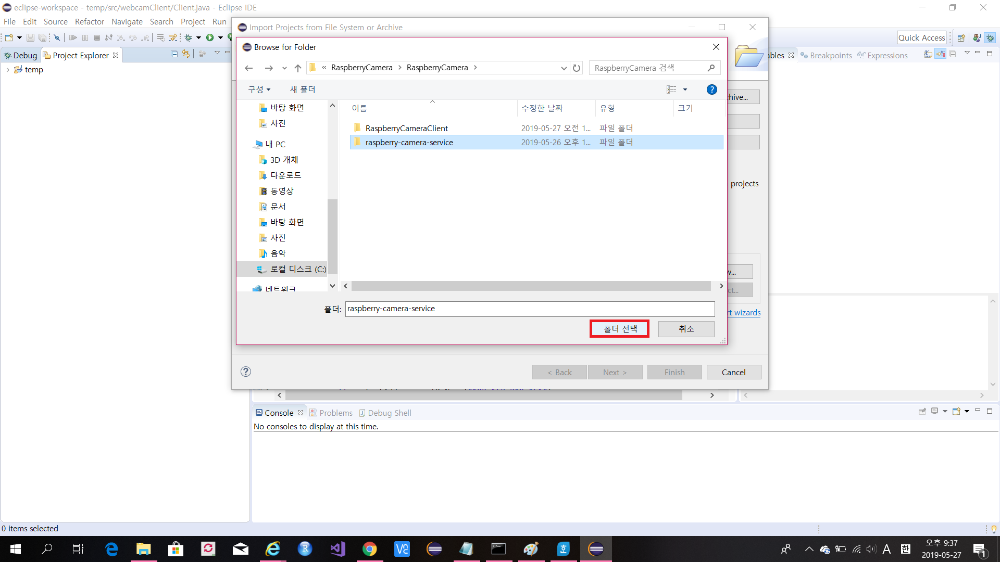 eclipse-workspace - temp/src/webcamClient/Client.java - Eclipse IDE
File Edit Source Refactor Navigate Search Project Run
Import Projects from File System or Archive
Quick Access
Browse for Folder
Debug
Project Explorer
Breakpoints
Expressions
temp
« RaspberryCamera > RaspberryCamera >
RaspberryCamera 검색
구성
새 폴더
이름
수정한 날짜
유형
크기
RaspberryCameraClient
2019-05-27 오전 1...
파일 폴더
raspberry-camera-service
2019-05-26 오후 1...
파일 폴더
바탕 화면
사진
내 PC
3D 개체
다운로드
동영상
문서
바탕 화면
사진
음악
로컬 디스크 (C:)
네트워크
projects
폴더:
raspberry-camera-service
폴더 선택
취소
wizards
< Back
Next >
Finish
Cancel
Console
Problems
Debug Shell
No consoles to display at this time.
0 items selected
A
한
오후 9:37
2019-05-27
1